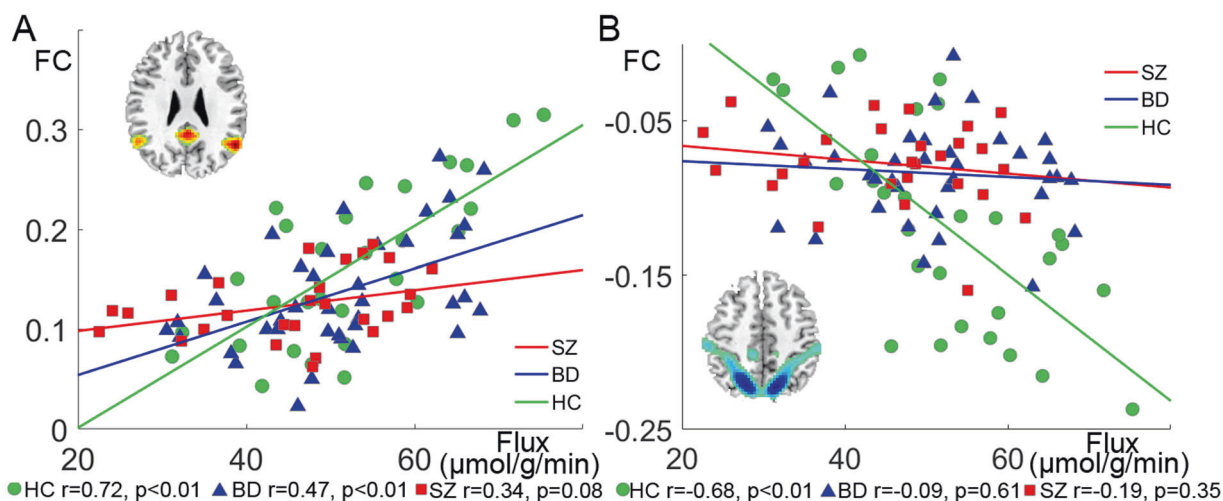 A
FC
0.3
0.2
0.1
0
SZ
BD
HC
20
40
60
Flux
(μmol/g/min)
HC r=0.72, p<0.01 BD r=0.47, p<0.01 SZ r=0.34, p=0.08
B
FC
-0.05
-0.15
-0.25
SZ
BD
HC
20
40
60
Flux
(μmol/g/min)
HC r=-0.68, p<0.01 BD r=-0.09, p=0.61 SZ r=-0.19, p=0.35